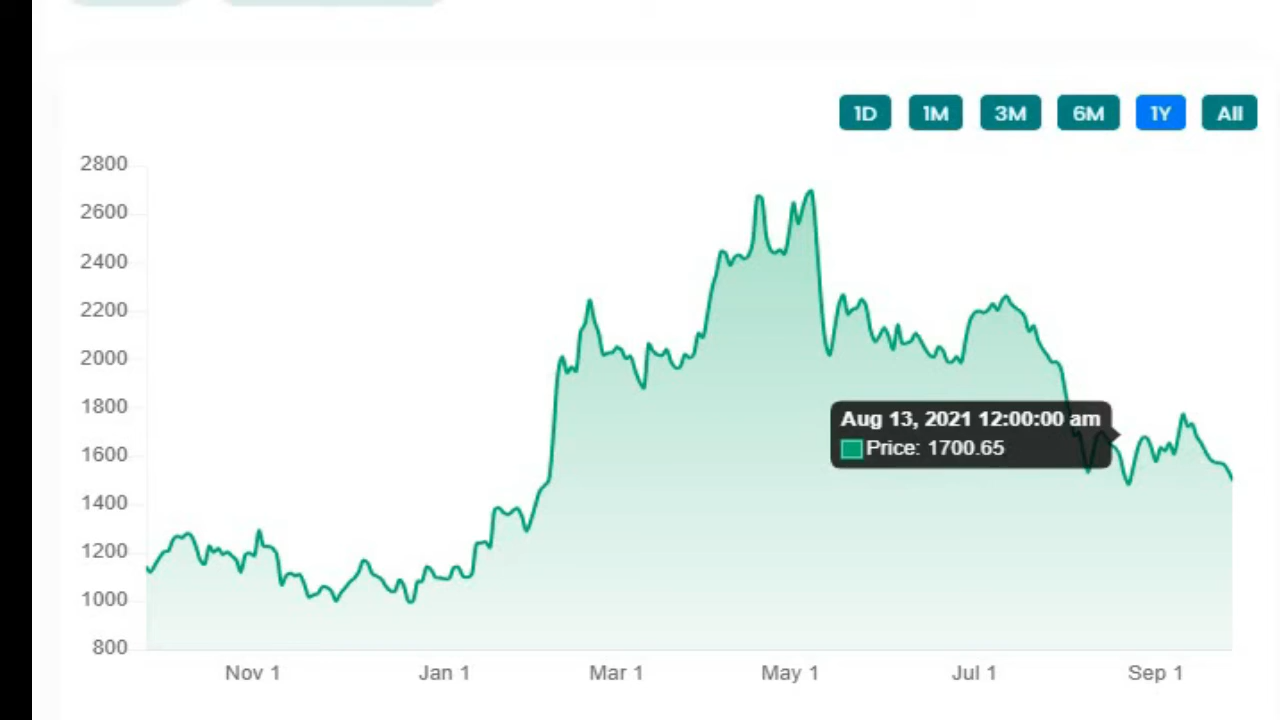 1D 1M 3M 6M 1Y All
2800
2600
2400
2200
2000
1800
1600
1400
1200
1000
800
Aug 13, 2021 12:00:00 am
Price: 1700.65
Nov 1 Jan 1 Mar 1 May 1 Jul 1 Sep 1